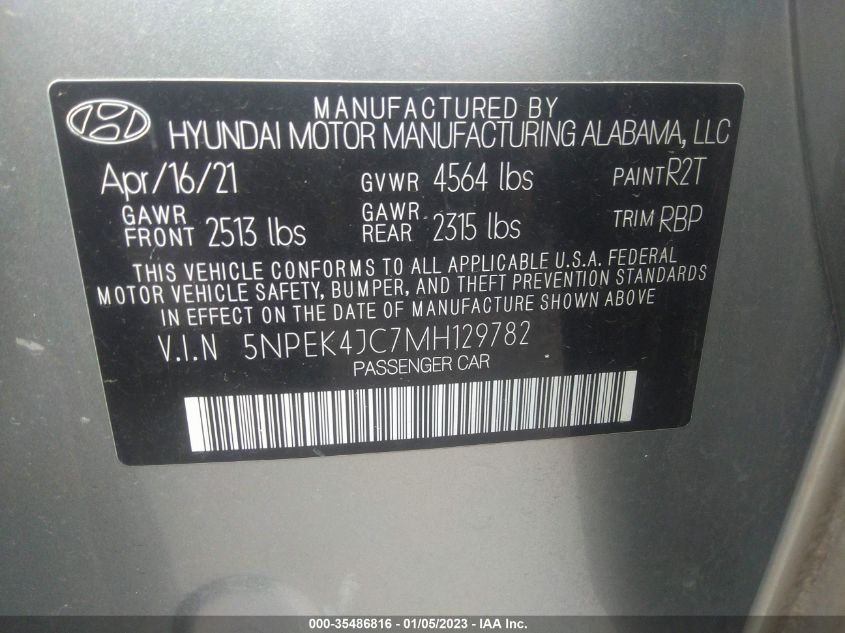 MANUFACTURED BY
HYUNDAI MOTOR MANUFACTURING ALABAMA, LLC
Apr/16/21 GVWR 4564 lbs PAINT R2T
GAWR FRONT 2513 lbs GAWR REAR 2315 lbs TRIM RBP
THIS VEHICLE CONFORMS TO ALL APPLICABLE U.S.A. FEDERAL
MOTOR VEHICLE SAFETY, BUMPER, AND THEFT PREVENTION STANDARDS
IN EFFECT ON THE DATE OF MANUFACTURE SHOWN ABOVE
V.I.N 5NPEK4JC7MH129782
PASSENGER CAR
000-35486816 - 01/05/2023 - IAA Inc.